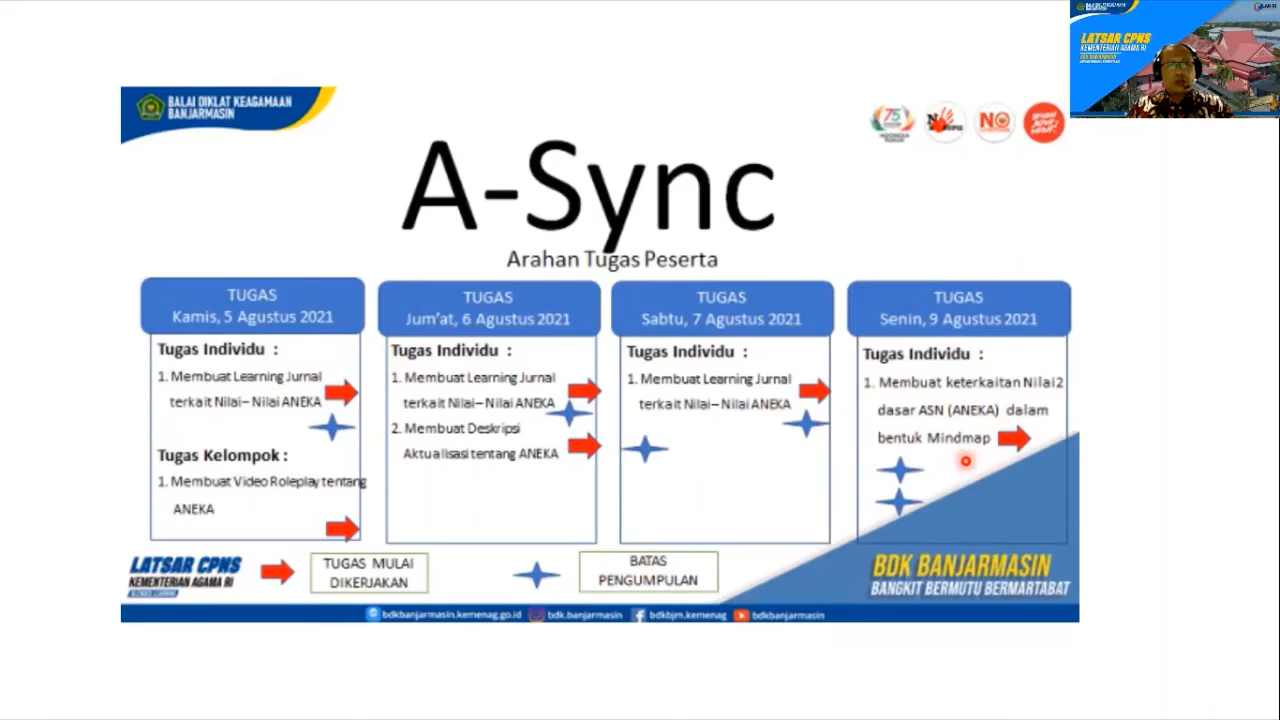 BALAI DIKLAT KEAGAMAAN
BANJARMASIN
75
NO
A-Sync
Arahan Tugas Peserta
TUGAS
Kamis, 5 Agustus 2021
Tugas Individu :
1. Membuat Learning Jurnal
terkait Nilai– Nilai ANEKA
Tugas Kelompok :
1. Membuat Video Roleplay tentang
ANEKA
TUGAS
Jum’at, 6 Agustus 2021
Tugas Individu :
1. Membuat Learning Jurnal
terkait Nilai– Nilai ANEKA
2. Membuat Deskripsi
Aktualisasi tentang ANEKA
TUGAS
Sabtu, 7 Agustus 2021
Tugas Individu :
1. Membuat Learning Jurnal
terkait Nilai– Nilai ANEKA
TUGAS
Senin, 9 Agustus 2021
Tugas Individu :
1. Membuat keterkaitan Nilai2
dasar ASN (ANEKA) dalam
bentuk Mindmap
LATSAR CPNS
KEMENTERIAN AGAMA RI
BLENDED LEARNING
TUGAS MULAI
DIKERJAKAN
BATAS
PENGUMPULAN
BDK BANJARMASIN
BANGKIT BERMUTU BERMARTABAT
bdkbanjarmasin.kemenag.go.id bdk.banjarmasin bdkbjm.kemenag bdkbanjarmasin
LATSAR CPNS
KEMENTERIAN AGAMA RI
BDK BANJARMASIN